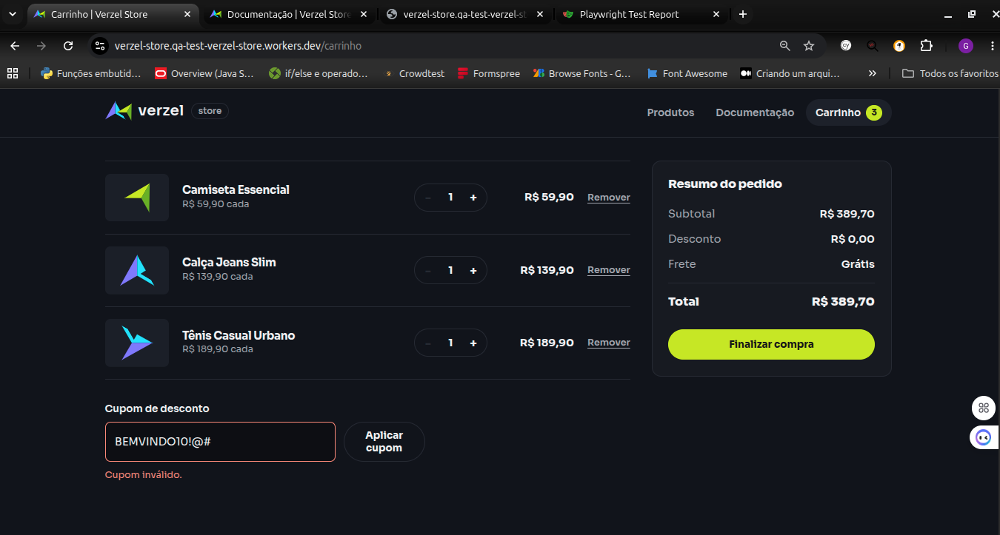 Carrinho | Verzel Store
Documentação | Verzel Store
verzel-store.qa-test-verzel-st
Playwright Test Report
verzel-store.qa-test-verzel-store.workers.dev/carrinho
G
Funções embutid...
Overview (Java S...
if/else e operado...
Crowdtest
Formspree
Browse Fonts - G...
Font Awesome
Criando um arqui...
Todos os favoritos
verzel store
Produtos
Documentação
Carrinho 3
Camiseta Essencial
R$ 59,90 cada
− 1 +
R$ 59,90
Remover
Calça Jeans Slim
R$ 139,90 cada
− 1 +
R$ 139,90
Remover
Tênis Casual Urbano
R$ 189,90 cada
− 1 +
R$ 189,90
Remover
Cupom de desconto
BEMVINDO10!@#
Aplicar
cupom
Cupom inválido.
Resumo do pedido
Subtotal R$ 389,70
Desconto R$ 0,00
Frete Grátis
Total R$ 389,70
Finalizar compra